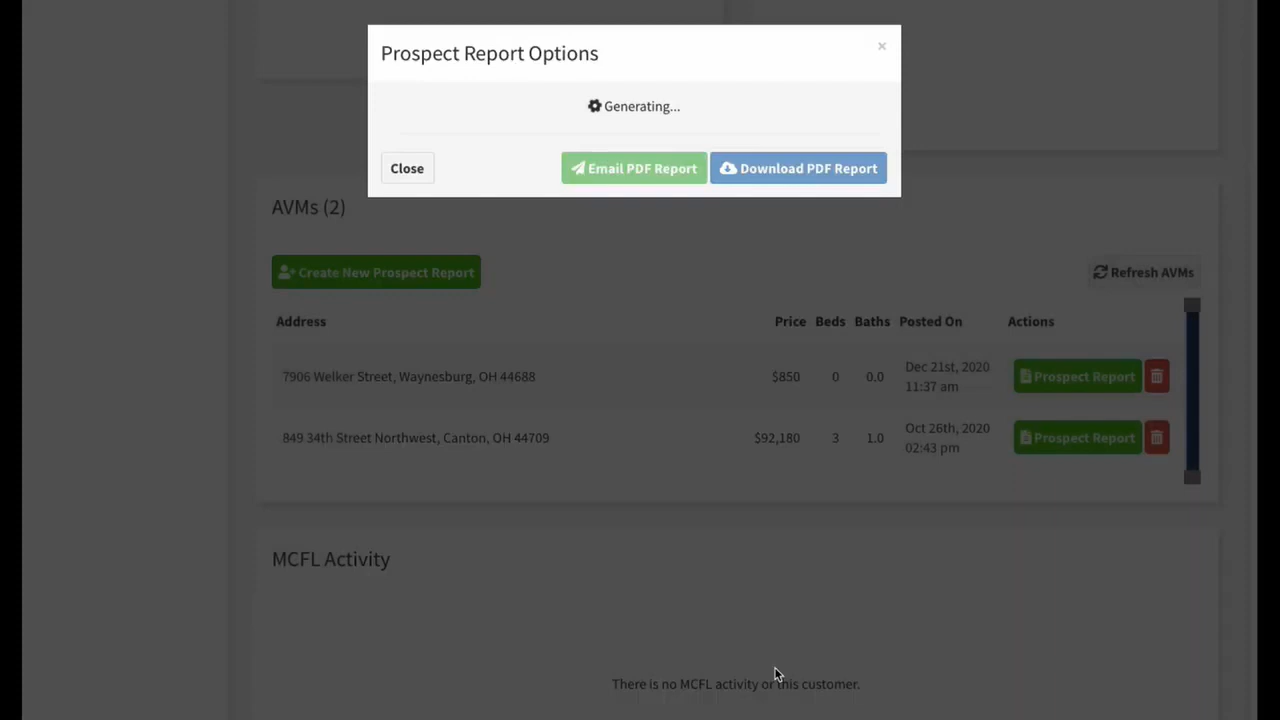 Prospect Report Options
×
Generating...
Close
Email PDF Report
Download PDF Report
AVMs (2)
Create New Prospect Report
Refresh AVMs
Address Price Beds Baths Posted On Actions
7906 Welker Street, Waynesburg, OH 44688 $850 0 0.0 Dec 21st, 2020 11:37 am Prospect Report
849 34th Street Northwest, Canton, OH 44709 $92,180 3 1.0 Oct 26th, 2020 02:43 pm Prospect Report
MCFL Activity
There is no MCFL activity or this customer.